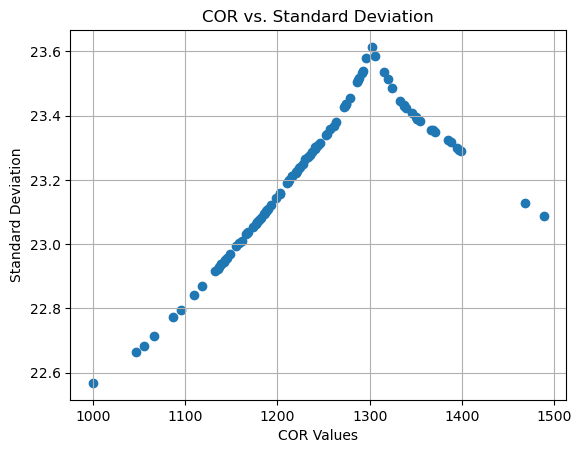 COR vs. Standard Deviation
23.6
23.4
23.2
23.0
22.8
22.6
Standard Deviation
1000 1100 1200 1300 1400 1500
COR Values